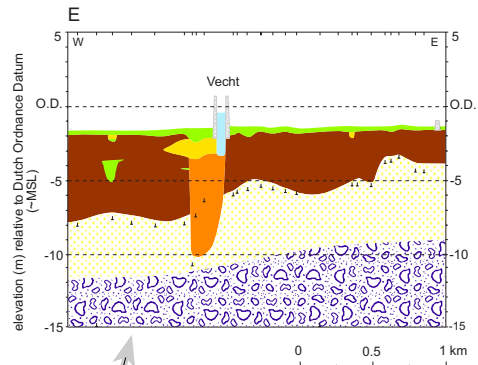 E
5
W
E
5
Vecht
O.D.
O.D.
-5
-5
-10
-10
-15
-15
elevation (m) relative to Dutch Ordnance Datum
(~MSL)
0
0.5
1 km